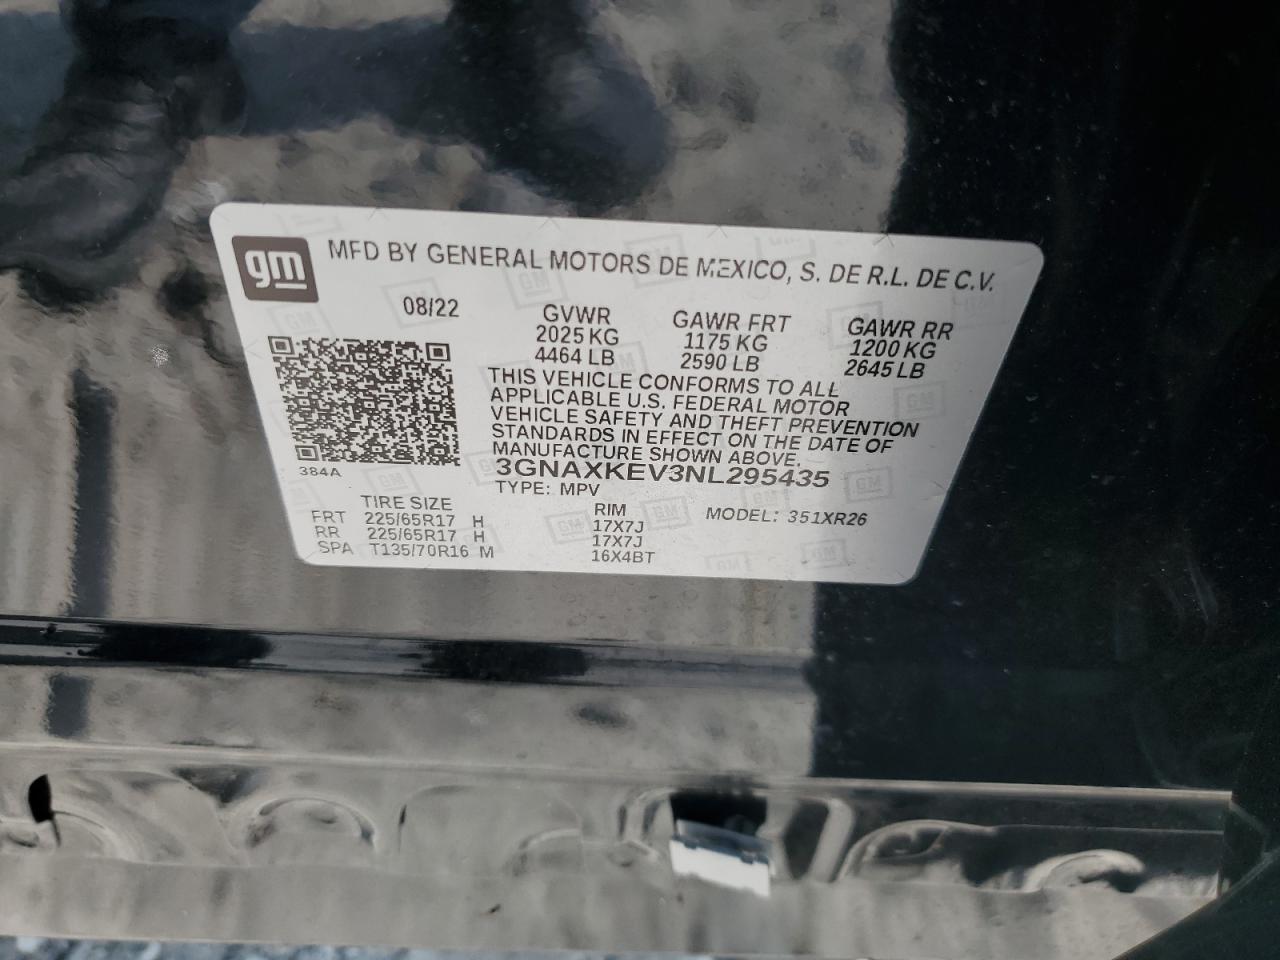 gm MFD BY GENERAL MOTORS DE MEXICO, S. DE R.L. DE C.V.
08/22 GVWR GAWR FRT GAWR RR
2025 KG 1175 KG 1200 KG
4464 LB 2590 LB 2645 LB
THIS VEHICLE CONFORMS TO ALL
APPLICABLE U.S. FEDERAL MOTOR
VEHICLE SAFETY AND THEFT PREVENTION
STANDARDS IN EFFECT ON THE DATE OF
MANUFACTURE SHOWN ABOVE.
384A 3GNAXKEV3NL295435
TYPE: MPV MODEL: 351XR26
TIRE SIZE RIM
FRT 225/65R17 H 17X7J
RR 225/65R17 H 17X7J
SPA T135/70R16 M 16X4BT